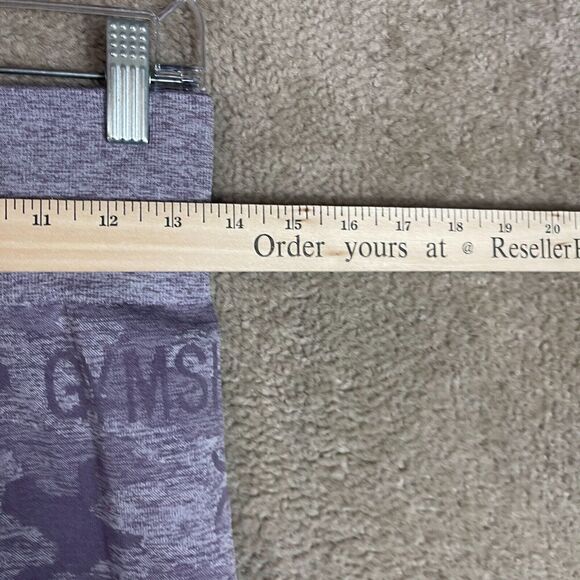 11 12 13 14 15 16 17 18 19 20
Order yours at @ Reseller
GYMS